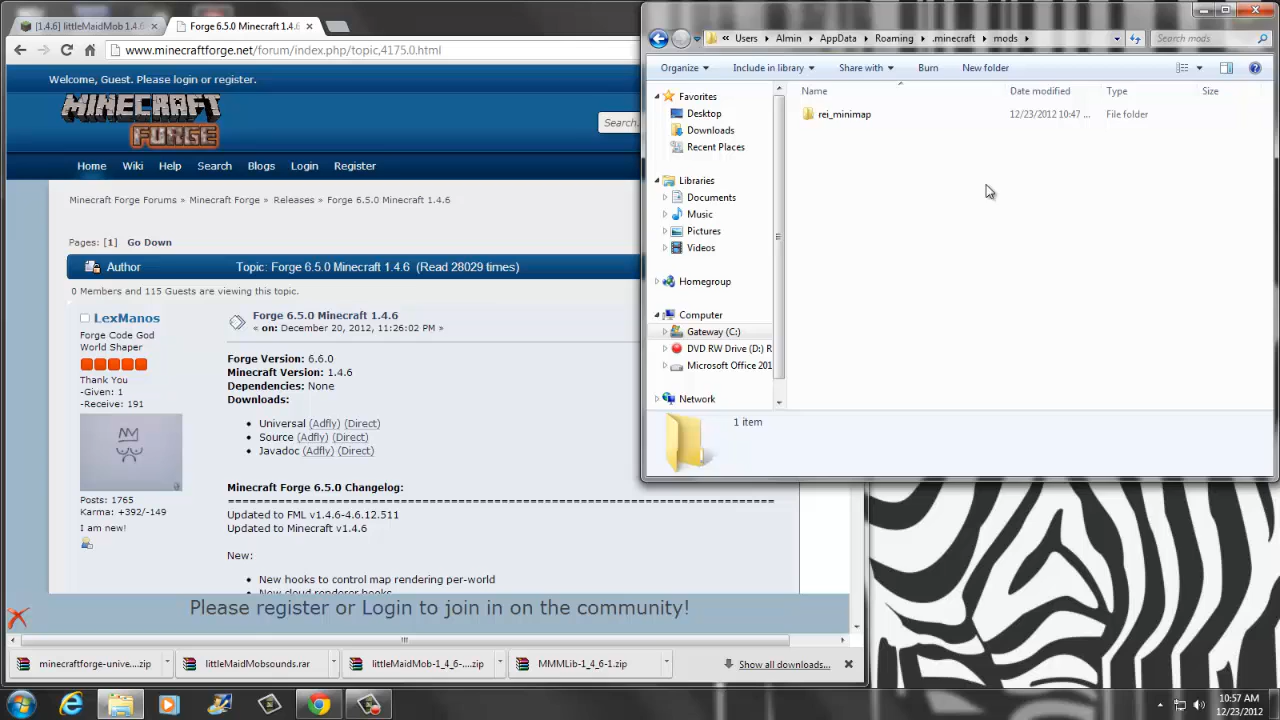 [1.4.6] littleMaidMob 1.4.6
Forge 6.5.0 Minecraft 1.4.6
www.minecraftforge.net/forum/index.php/topic,4175.0.html
Welcome, Guest. Please login or register.
MINECRAFT
FORGE
Search...
Home Wiki Help Search Blogs Login Register
Minecraft Forge Forums » Minecraft Forge » Releases » Forge 6.5.0 Minecraft 1.4.6
Pages: [1] Go Down
Author Topic: Forge 6.5.0 Minecraft 1.4.6 (Read 28029 times)
0 Members and 115 Guests are viewing this topic.
LexManos
Forge Code God
World Shaper
Thank You
-Given: 1
-Receive: 191
Posts: 1765
Karma: +392/-149
I am new!
Forge 6.5.0 Minecraft 1.4.6
« on: December 20, 2012, 11:26:02 PM »
Forge Version: 6.6.0
Minecraft Version: 1.4.6
Dependencies: None
Downloads:
Universal (Adfly) (Direct)
Source (Adfly) (Direct)
Javadoc (Adfly) (Direct)
Minecraft Forge 6.5.0 Changelog:
Updated to FML v1.4.6-4.6.12.511
Updated to Minecraft v1.4.6
New:
New hooks to control map rendering per-world
New cloud renderer hooks
Please register or Login to join in on the community!
minecraftforge-unive....zip
littleMaidMobsounds.rar
littleMaidMob-1_4_6-....zip
MMMLib-1_4_6-1.zip
Show all downloads...
« Users Almin AppData Roaming .minecraft mods
Search mods
Organize Include in library Share with Burn New folder
Name Date modified Type Size
rei_minimap 12/23/2012 10:47 ... File folder
Favorites
Desktop
Downloads
Recent Places
Libraries
Documents
Music
Pictures
Videos
Homegroup
Computer
Gateway (C:)
DVD RW Drive (D:) R
Microsoft Office 201
Network
1 item
10:57 AM
12/23/2012